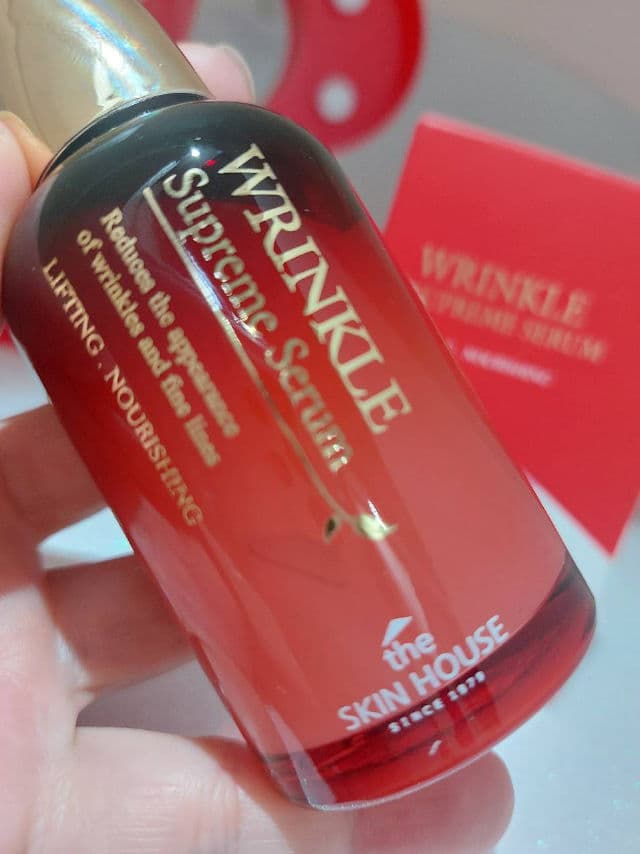 WRINKLE
Supreme Serum
Reduces the appearance
of wrinkles and fine lines
LIFTING . NOURISHING
the
SKIN HOUSE
SINCE 1979
WRINKLE
SUPREME SERUM
NOURISHING